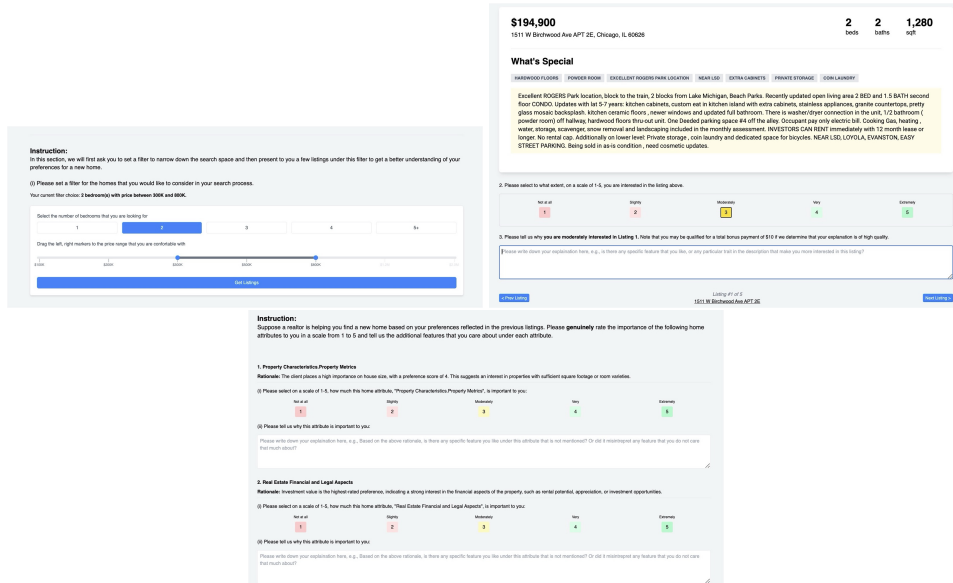 Instruction:
In this section, we will first ask you to set a filter to narrow down the search space and then present to you a few listings under this filter to get a better understanding of your
preferences for a new home.
(i) Please set a filter for the homes that you would like to consider in your search process.
Your current filter choice: 2 bedroom(s) with price between 300K and 800K.
Select the number of bedrooms that you are looking for
1 2 3 4 5+
Drag the left, right markers to the price range that you are comfortable with
Get Listings
$194,900
1511 W Birchwood Ave APT 2E, Chicago, IL 60626
2 2 1,280
beds baths sqft
What's Special
HARDWOOD FLOORS POWDER ROOM EXCELLENT ROGERS PARK LOCATION NEAR LSD EXTRA CABINETS PRIVATE STORAGE COIN LAUNDRY
Excellent ROGERS Park location, block to the train, 2 blocks from Lake Michigan, Beach Parks. Recently updated open living area 2 BED and 1.5 BATH second
floor CONDO. Updates with lat 5-7 years: kitchen cabinets, custom eat in kitchen island with extra cabinets, stainless appliances, granite countertops, pretty
glass mosaic backsplash. kitchen ceramic floors , newer windows and updated full bathroom. There is washer/dryer connection in the unit, 1/2 bathroom (
powder room) off hallway, hardwood floors thru-out unit. One Deeded parking space #4 off the alley. Occupant pay only electric bill. Cooking Gas, heating ,
water, storage, scavenger, snow removal and landscaping included in the monthly assessment. INVESTORS CAN RENT immediately with 12 month lease or
longer. No rental cap. Additionally on lower level: Private storage , coin laundry and dedicated space for bicycles. NEAR LSD, LOYOLA, EVANSTON, EASY
STREET PARKING. Being sold in as-is condition , need cosmetic updates.
2. Please select to what extent, on a scale of 1-5, you are interested in the listing above.
Not at all Slightly Moderately Very Extremely
1 2 3 4 5
3. Please tell us why you are moderately interested in Listing 1. Note that you may be qualified for a total bonus payment of $10 if we determine that your explanation is of high quality.
Please write down your explanation here, e.g., is there any specific feature that you like, or any particular trait in the description that make you more interested in this listing?
< Prev Listing
Listing #1 of 5
1511 W Birchwood Ave APT 2E
Next Listing >
Instruction:
Suppose a realtor is helping you find a new home based on your preferences reflected in the previous listings. Please genuinely rate the importance of the following home
attributes to you in a scale from 1 to 5 and tell us the additional features that you care about under each attribute.
1. Property Characteristics.Property Metrics
Rationale: The client places a high importance on house size, with a preference score of 4. This suggests an interest in properties with sufficient square footage or room varieties.
(i) Please select on a scale of 1-5, how much this home attribute, "Property Characteristics.Property Metrics", is important to you:
Not at all Slightly Moderately Very Extremely
1 2 3 4 5
(ii) Please tell us why this attribute is important to you:
Please write down your explanation here, e.g., Based on the above rationale, is there any specific feature you like under this attribute that is not mentioned? Or did it misinterpret any feature that you do not care
that much about?
2. Real Estate Financial and Legal Aspects
Rationale: Investment value is the highest-rated preference, indicating a strong interest in the financial aspects of the property, such as rental potential, appreciation, or investment opportunities.
(i) Please select on a scale of 1-5, how much this home attribute, "Real Estate Financial and Legal Aspects", is important to you:
Not at all Slightly Moderately Very Extremely
1 2 3 4 5
(ii) Please tell us why this attribute is important to you:
Please write down your explanation here, e.g., Based on the above rationale, is there any specific feature you like under this attribute that is not mentioned? Or did it misinterpret any feature that you do not care
that much about?